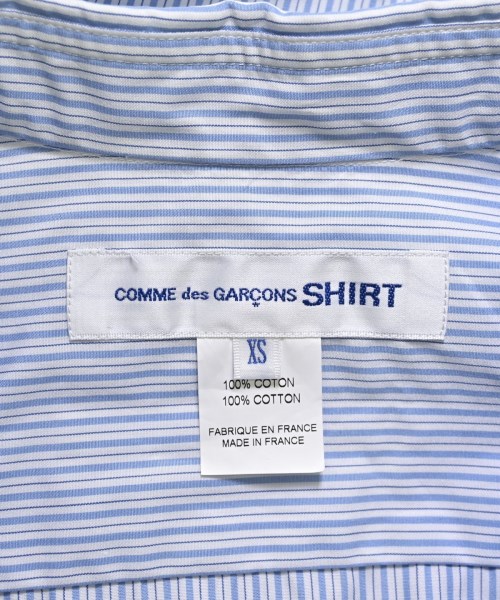 COMME des GARÇONS SHIRT
XS
100% COTON
100% COTTON
FABRIQUE EN FRANCE
MADE IN FRANCE